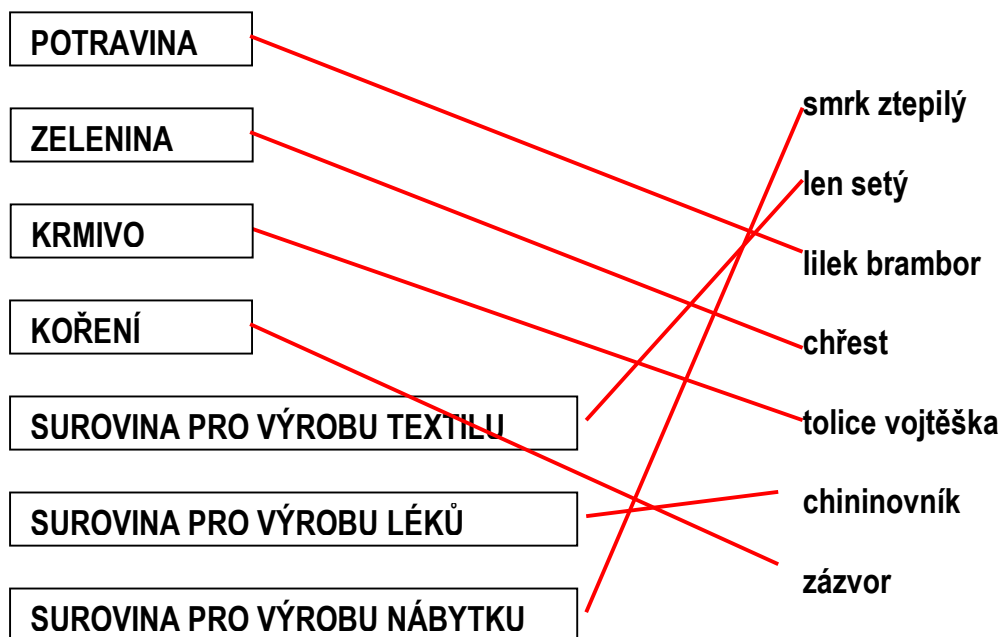 POTRAVINA
ZELENINA
KRMIVO
KOŘENÍ
SUROVINA PRO VÝROBU TEXTILU
SUROVINA PRO VÝROBU LÉKŮ
SUROVINA PRO VÝROBU NÁBYTKU
smrk ztepilý
len setý
lilek brambor
chřest
tolice vojtěška
chininovník
zázvor